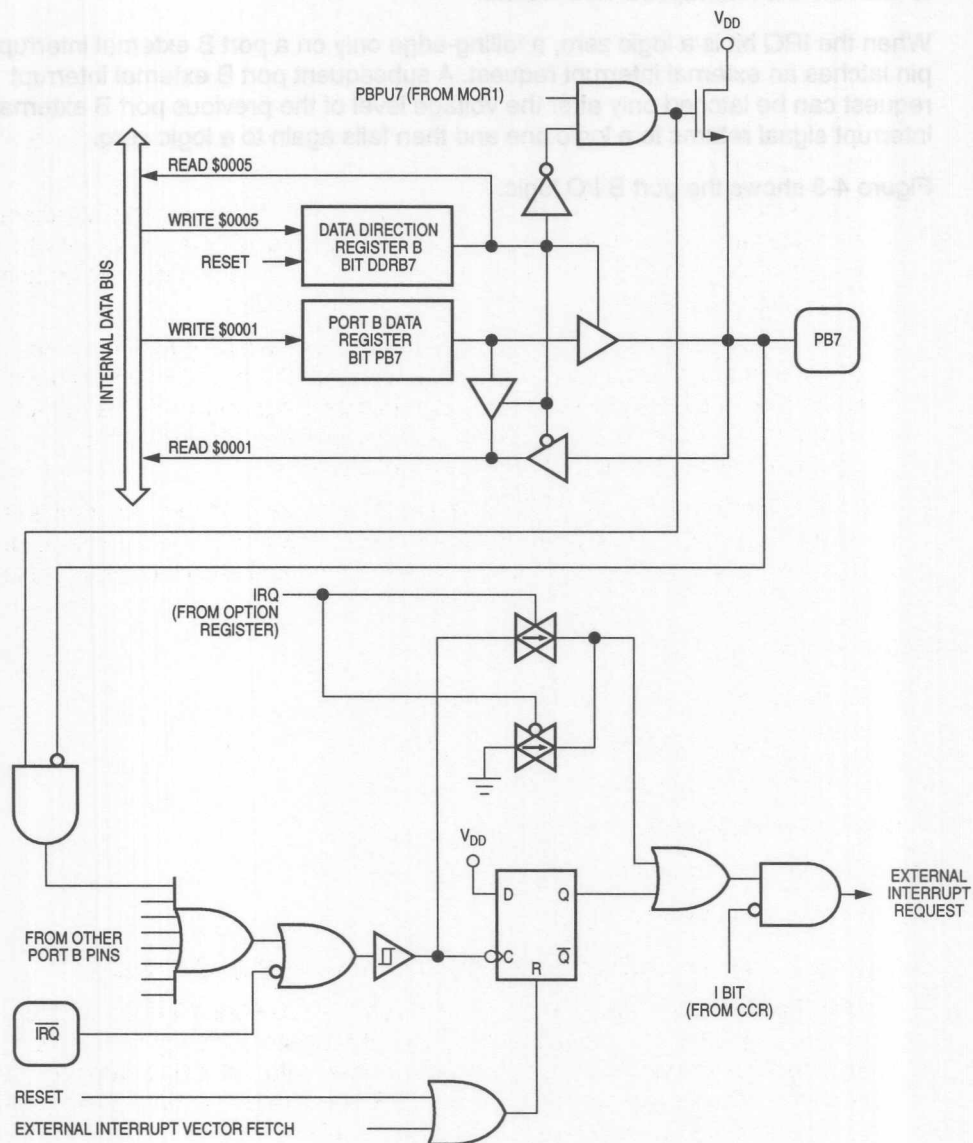 When the IRQ bit is a logic zero, a falling-edge only on a port B external interrupt
pin latches an external interrupt request. A subsequent port B external interrupt
request can be latched only after the voltage level of the previous port B external
interrupt signal returns to a logic one and then falls again to a logic zero.
Figure 4-3 shows the port B I/O logic.
VDD
PBPU7 (FROM MOR1)
READ $0005
WRITE $0005
RESET
DATA DIRECTION
REGISTER B
BIT DDRB7
WRITE $0001
PORT B DATA
REGISTER
BIT PB7
PB7
INTERNAL DATA BUS
READ $0001
IRQ
(FROM OPTION
REGISTER)
VDD
D
Q
C
Q̅
R
EXTERNAL
INTERRUPT
REQUEST
FROM OTHER
PORT B PINS
I BIT
(FROM CCR)
I̅R̅Q̅
RESET
EXTERNAL INTERRUPT VECTOR FETCH